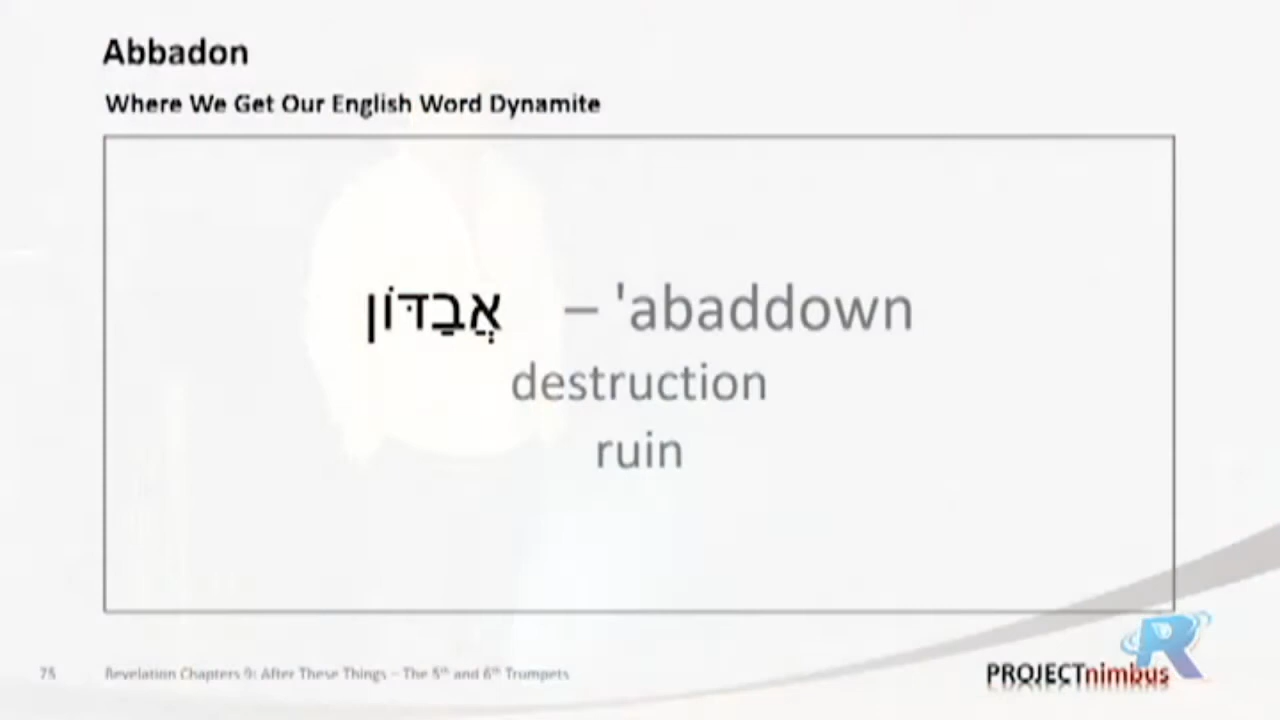 Abbadon
Where We Get Our English Word Dynamite
אֲבַדּוֹן – 'abaddown
destruction
ruin
75 Revelation Chapters 9: After These Things – The 5th and 6th Trumpets
PROJECTnimbus
R